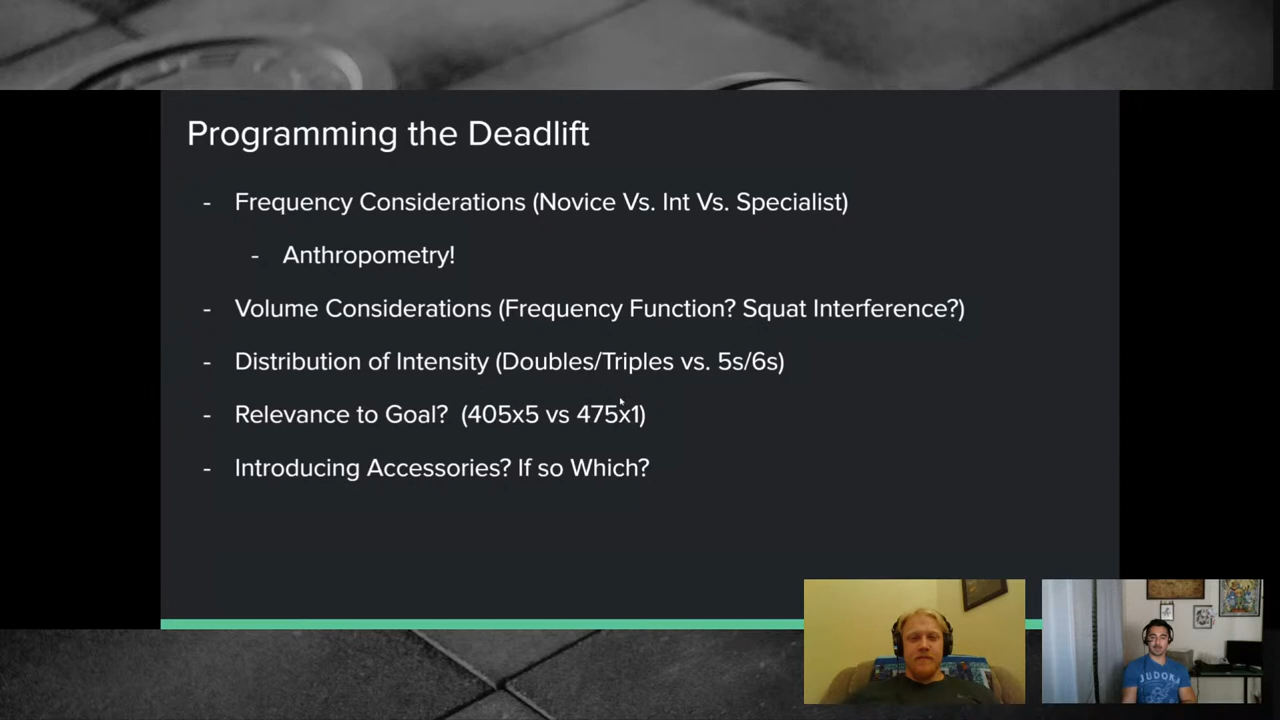 Programming the Deadlift
- Frequency Considerations (Novice Vs. Int Vs. Specialist)
- Anthropometry!
- Volume Considerations (Frequency Function? Squat Interference?)
- Distribution of Intensity (Doubles/Triples vs. 5s/6s)
- Relevance to Goal? (405x5 vs 475x1)
- Introducing Accessories? If so Which?
JUDOKA